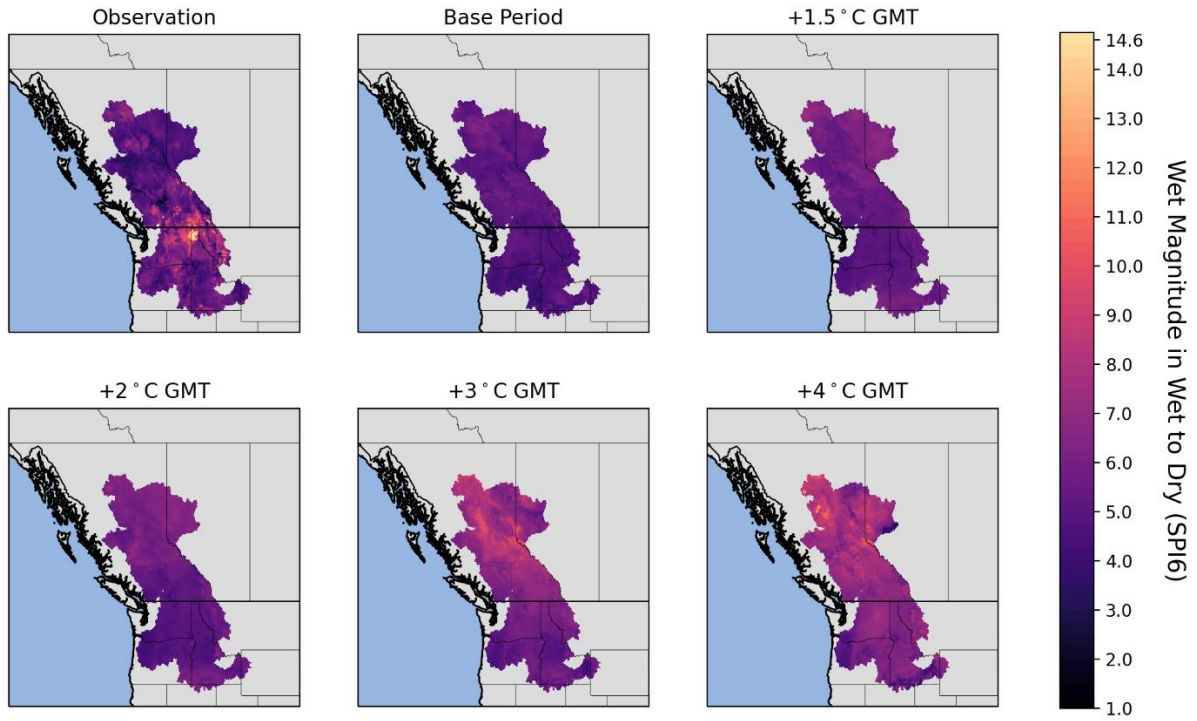 Observation
Base Period
+1.5°C GMT
+2°C GMT
+3°C GMT
+4°C GMT
14.6
14.0
13.0
12.0
11.0
10.0
9.0
8.0
7.0
6.0
5.0
4.0
3.0
2.0
1.0
Wet Magnitude in Wet to Dry (SPI6)